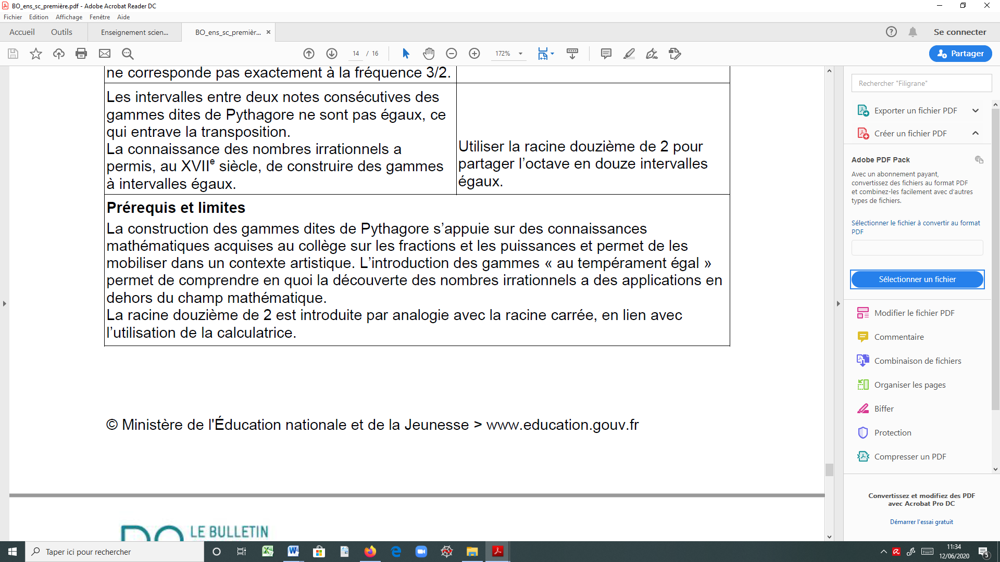 BO_ens_sc_première.pdf - Adobe Acrobat Reader DC
Fichier Edition Affichage Fenêtre Aide
Accueil Outils Enseignement scien... BO_ens_sc_premièr... × Se connecter
14 / 16 172% Partager
ne corresponde pas exactement à la fréquence 3/2.
Les intervalles entre deux notes consécutives des
gammes dites de Pythagore ne sont pas égaux, ce
qui entrave la transposition.
La connaissance des nombres irrationnels a
permis, au XVIIe siècle, de construire des gammes
à intervalles égaux.
Utiliser la racine douzième de 2 pour
partager l’octave en douze intervalles
égaux.
Prérequis et limites
La construction des gammes dites de Pythagore s’appuie sur des connaissances
mathématiques acquises au collège sur les fractions et les puissances et permet de les
mobiliser dans un contexte artistique. L’introduction des gammes « au tempérament égal »
permet de comprendre en quoi la découverte des nombres irrationnels a des applications en
dehors du champ mathématique.
La racine douzième de 2 est introduite par analogie avec la racine carrée, en lien avec
l’utilisation de la calculatrice.
© Ministère de l'Éducation nationale et de la Jeunesse > www.education.gouv.fr
LE BULLETIN
Rechercher "Filigrane"
Exporter un fichier PDF
Créer un fichier PDF
Adobe PDF Pack
Avec un abonnement payant,
convertissez des fichiers au format PDF
et combinez-les facilement avec d’autres
types de fichiers.
Sélectionner le fichier à convertir au format
PDF
Sélectionner un fichier
Modifier le fichier PDF
Commentaire
Combinaison de fichiers
Organiser les pages
Biffer
Protection
Compresser un PDF
Convertissez et modifiez des PDF
avec Acrobat Pro DC
Démarrer l'essai gratuit
Taper ici pour rechercher
11:34
12/06/2020
5